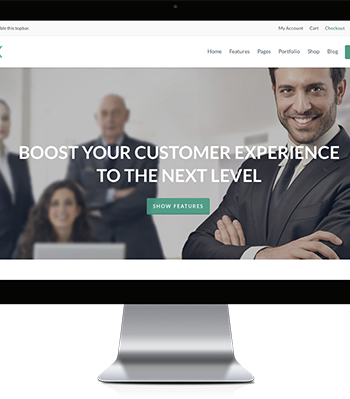 this topbar.
My Account Cart Checkout
Home Features Pages Portfolio Shop Blog
BOOST YOUR CUSTOMER EXPERIENCE
TO THE NEXT LEVEL
SHOW FEATURES